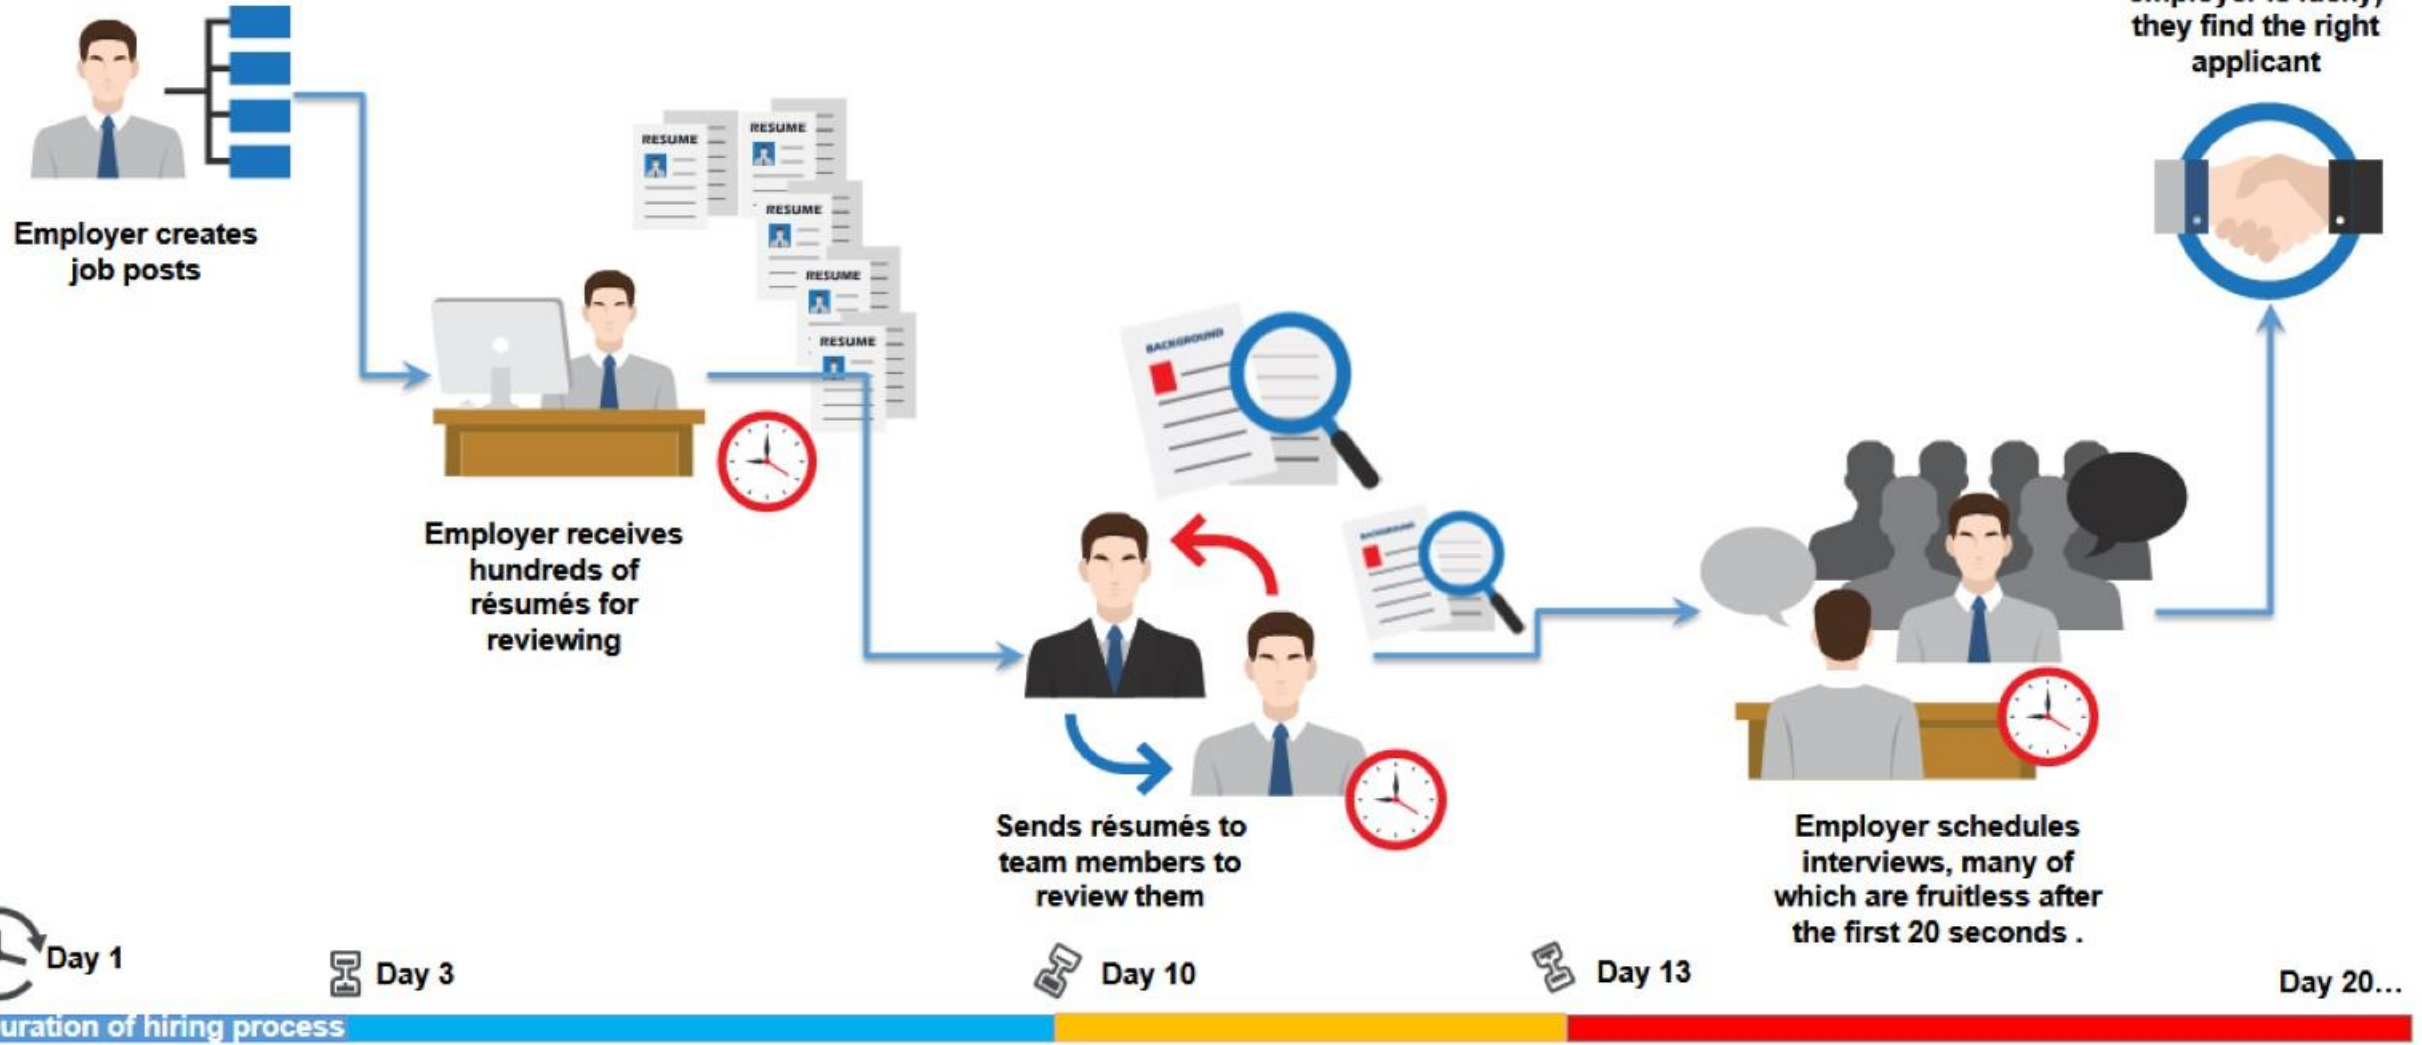 they find the right
applicant
Employer creates
job posts
RESUME
RESUME
RESUME
RESUME
RESUME
BACKGROUND
BACKGROUND
Employer receives
hundreds of
résumés for
reviewing
Sends résumés to
team members to
review them
Employer schedules
interviews, many of
which are fruitless after
the first 20 seconds .
Day 1
Day 3
Day 10
Day 13
Day 20...
uration of hiring process